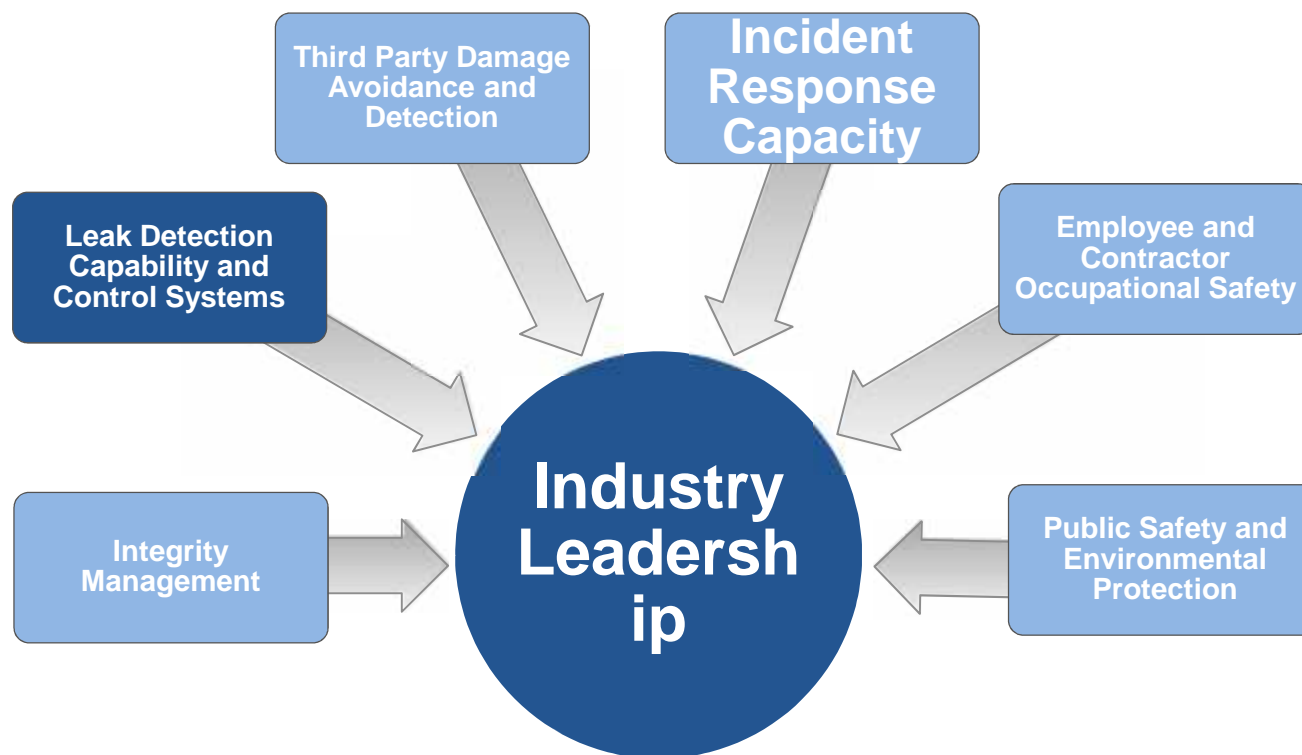 Third Party Damage
Avoidance and
Detection
Incident
Response
Capacity
Leak Detection
Capability and
Control Systems
Employee and
Contractor
Occupational Safety
Industry
Leadersh
ip
Integrity
Management
Public Safety and
Environmental
Protection